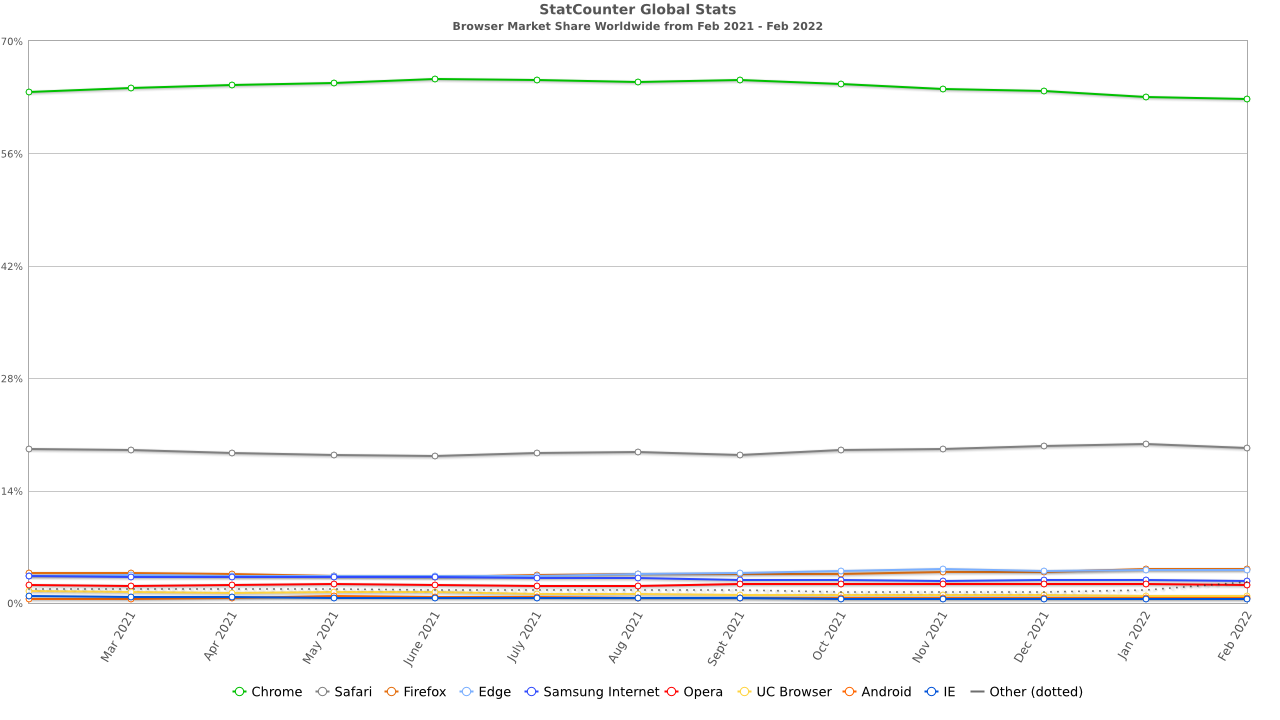 StatCounter Global Stats
Browser Market Share Worldwide from Feb 2021 - Feb 2022
70%
56%
42%
28%
14%
0%
Mar 2021 Apr 2021 May 2021 June 2021 July 2021 Aug 2021 Sept 2021 Oct 2021 Nov 2021 Dec 2021 Jan 2022 Feb 2022
Chrome Safari Firefox Edge Samsung Internet Opera UC Browser Android IE Other (dotted)